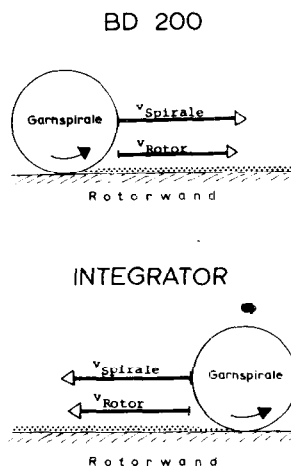 BD 200
vSpirale
Garnspirale
vRotor
Rotorwand
INTEGRATOR
vSpirale
Garnspirale
vRotor
Rotorwand